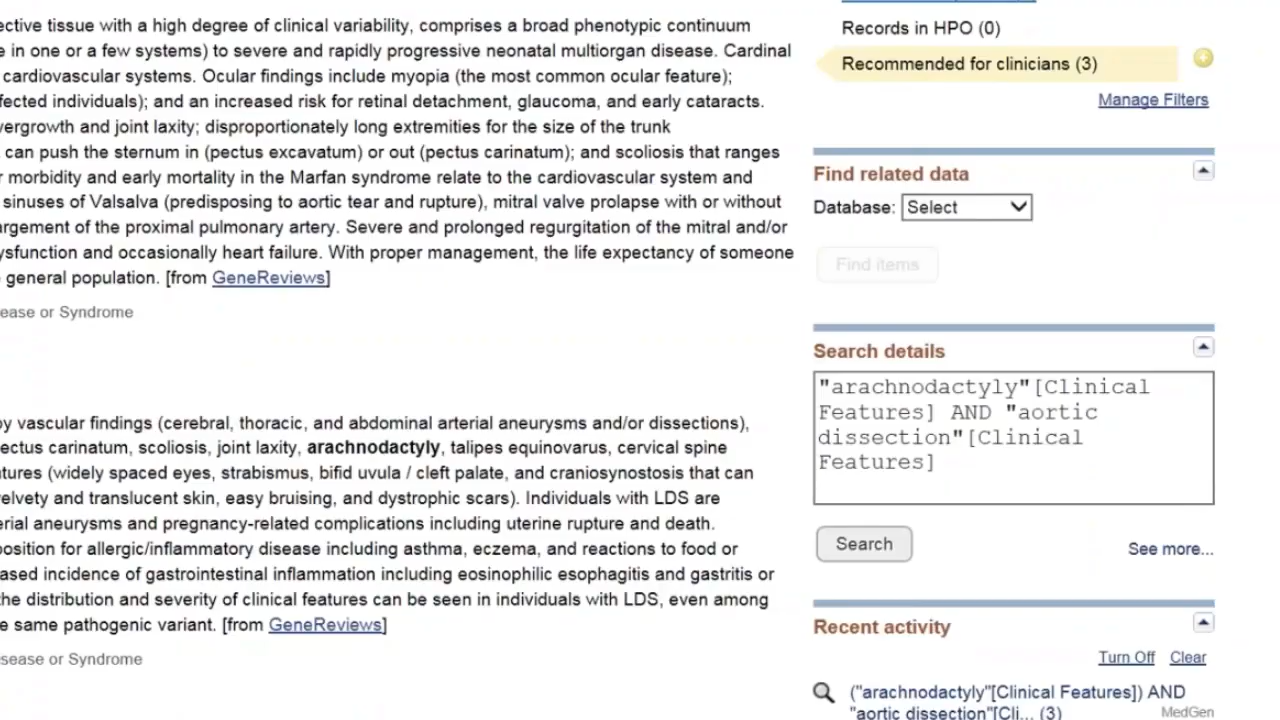 ective tissue with a high degree of clinical variability, comprises a broad phenotypic continuum
e in one or a few systems) to severe and rapidly progressive neonatal multiorgan disease. Cardinal
cardiovascular systems. Ocular findings include myopia (the most common ocular feature);
fected individuals); and an increased risk for retinal detachment, glaucoma, and early cataracts.
vergrowth and joint laxity; disproportionately long extremities for the size of the trunk
can push the sternum in (pectus excavatum) or out (pectus carinatum); and scoliosis that ranges
r morbidity and early mortality in the Marfan syndrome relate to the cardiovascular system and
sinuses of Valsalva (predisposing to aortic tear and rupture), mitral valve prolapse with or without
argement of the proximal pulmonary artery. Severe and prolonged regurgitation of the mitral and/or
ysfunction and occasionally heart failure. With proper management, the life expectancy of someone
general population. [from GeneReviews]
ease or Syndrome
by vascular findings (cerebral, thoracic, and abdominal arterial aneurysms and/or dissections),
ectus carinatum, scoliosis, joint laxity, arachnodactyly, talipes equinovarus, cervical spine
atures (widely spaced eyes, strabismus, bifid uvula / cleft palate, and craniosynostosis that can
velvety and translucent skin, easy bruising, and dystrophic scars). Individuals with LDS are
erial aneurysms and pregnancy-related complications including uterine rupture and death.
position for allergic/inflammatory disease including asthma, eczema, and reactions to food or
ased incidence of gastrointestinal inflammation including eosinophilic esophagitis and gastritis or
the distribution and severity of clinical features can be seen in individuals with LDS, even among
e same pathogenic variant. [from GeneReviews]
sease or Syndrome
Records in HPO (0)
Recommended for clinicians (3)
Manage Filters
Find related data
Database: Select
Find items
Search details
"arachnodactyly"[Clinical
Features] AND "aortic
dissection"[Clinical
Features]
Search
See more...
Recent activity
Turn Off Clear
("arachnodactyly"[Clinical Features]) AND
"aortic dissection"[Cli... (3)
MedGen